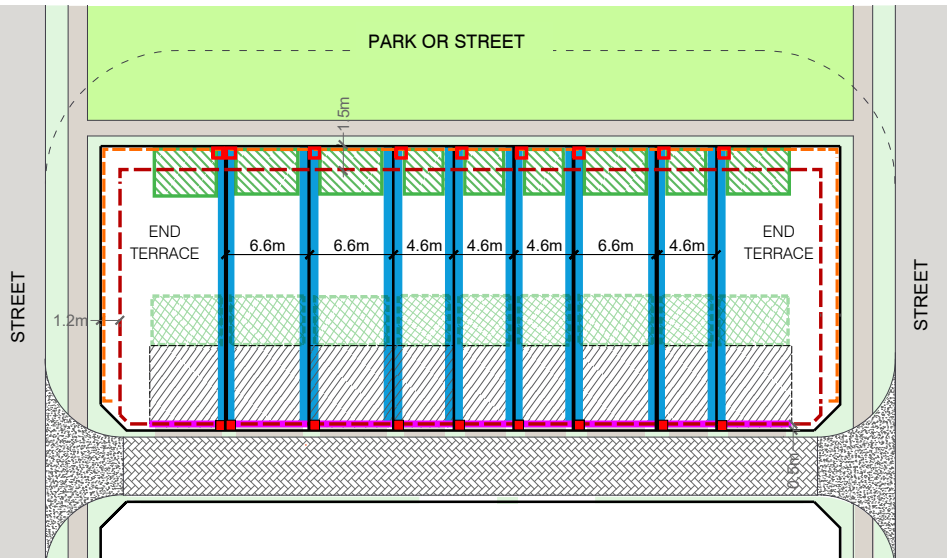 PARK OR STREET
1.5m
END
TERRACE
6.6m
6.6m
4.6m
4.6m
4.6m
6.6m
4.6m
END
TERRACE
STREET
STREET
1.2m
0.5m